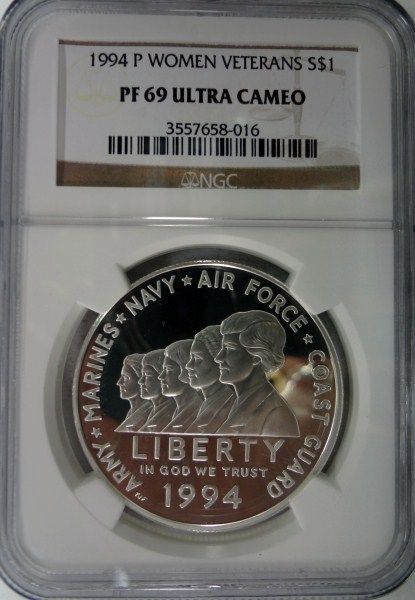 1994 P WOMEN VETERANS S$1
PF 69 ULTRA CAMEO
3557658-016
NGC
ARMY ★ MARINES ★ NAVY ★ AIR FORCE ★ COAST GUARD
LIBERTY
IN GOD WE TRUST
1994